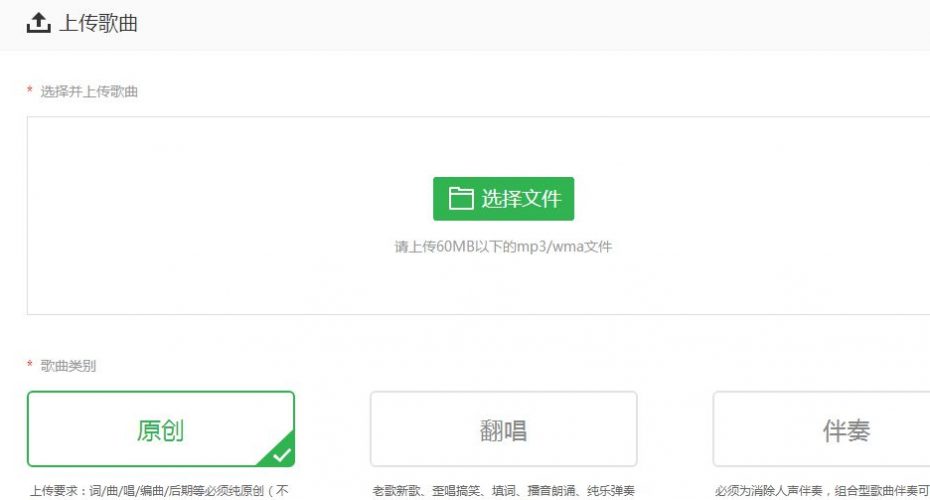 上传歌曲
* 选择并上传歌曲
选择文件
请上传60MB以下的mp3/wma文件
* 歌曲类别
原创
翻唱
伴奏
上传要求：词/曲/唱/编曲/后期等必须纯原创（不
老歌新歌、歪唱搞笑、填词、播音朗诵、纯乐弹奏
必须为消除人声伴奏，组合型歌曲伴奏可